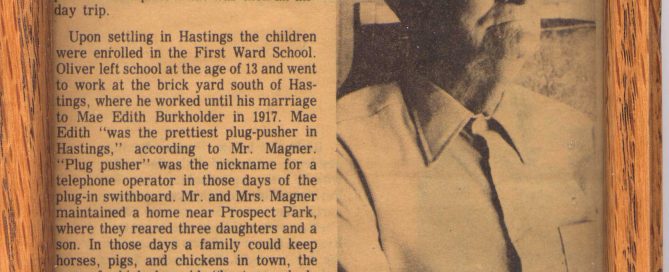 day trip.
Upon settling in Hastings the children
were enrolled in the First Ward School.
Oliver left school at the age of 13 and went
to work at the brick yard south of Has-
tings, where he worked until his marriage
to Mae Edith Burkholder in 1917. Mae
Edith "was the prettiest plug-pusher in
Hastings," according to Mr. Magner.
"Plug pusher" was the nickname for a
telephone operator in those days of the
plug-in swithboard. Mr. and Mrs. Magner
maintained a home near Prospect Park,
where they reared three daughters and a
son. In those days a family could keep
horses, pigs, and chickens in town, the